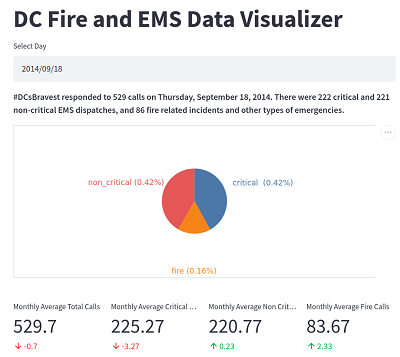 DC Fire and EMS Data Visualizer
Select Day
2014/09/18
#DCsBravest responded to 529 calls on Thursday, September 18, 2014. There were 222 critical and 221
non-critical EMS dispatches, and 86 fire related incidents and other types of emergencies.
non_critical (0.42%)
critical (0.42%)
fire (0.16%)
Monthly Average Total Calls
529.7
↓ -0.7
Monthly Average Critical ...
225.27
↓ -3.27
Monthly Average Non Crit...
220.77
↑ 0.23
Monthly Average Fire Calls
83.67
↑ 2.33